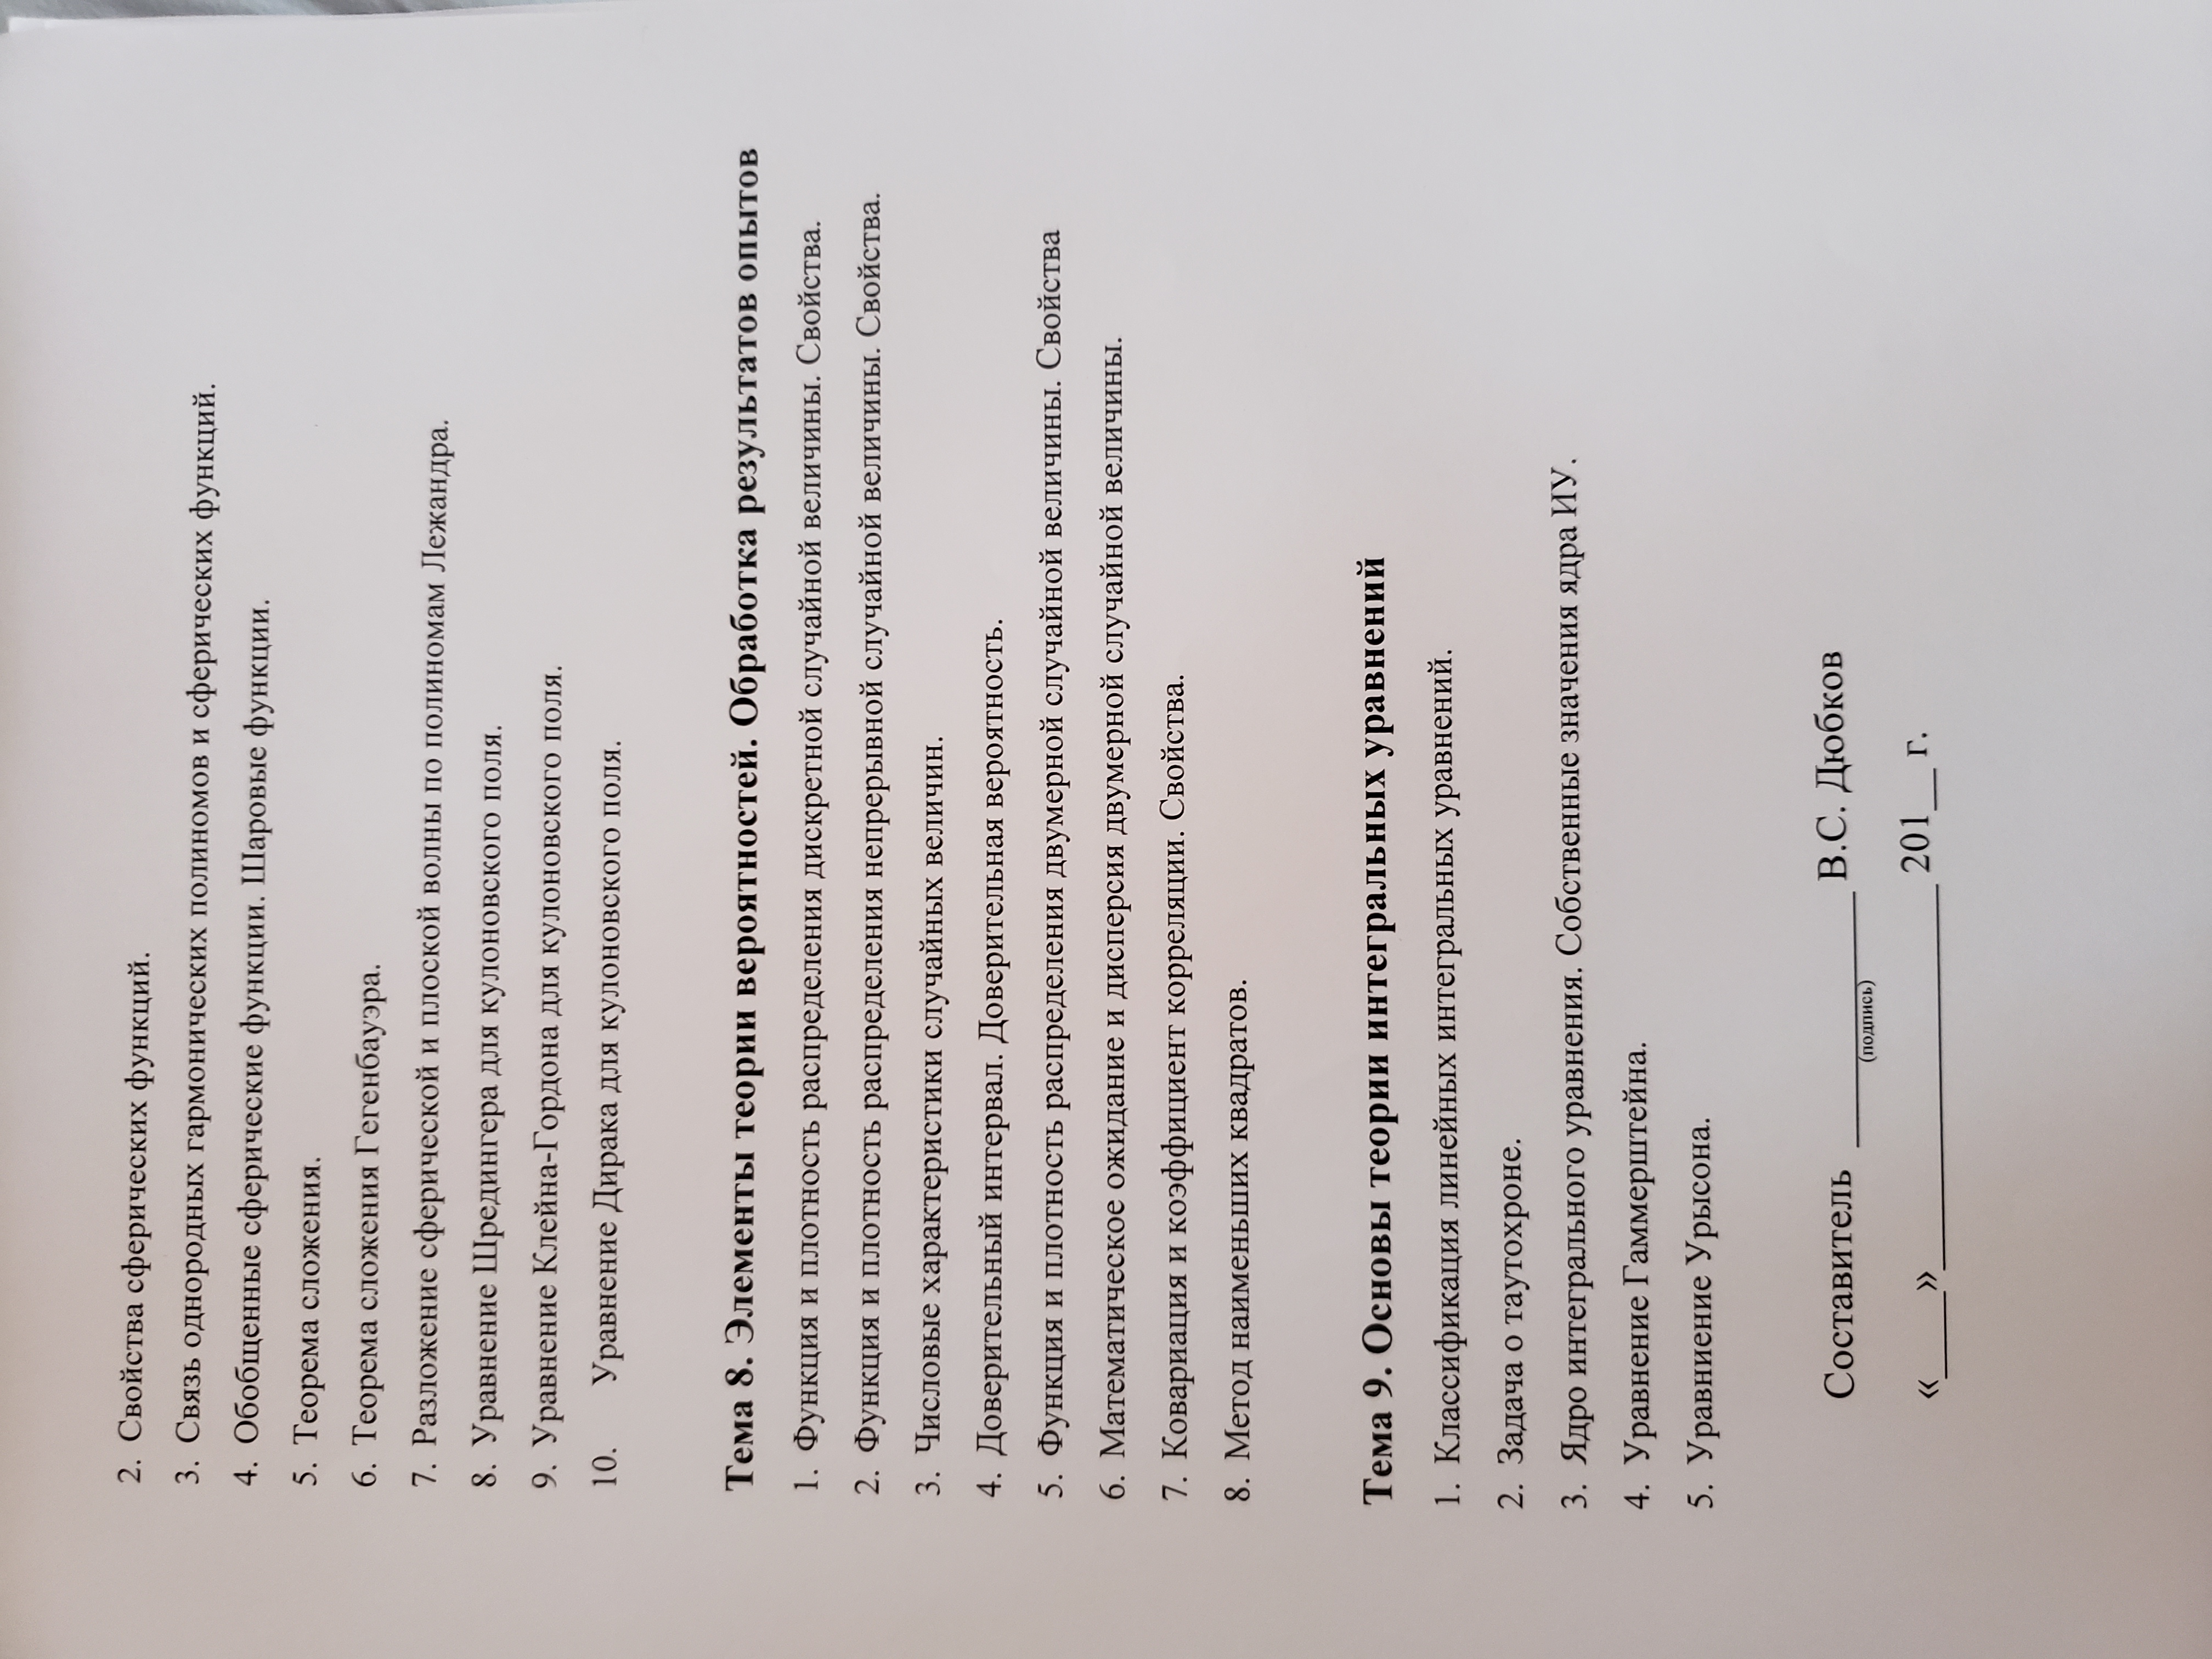 2. Свойства сферических функций.
3. Связь однородных гармонических полиномов и сферических функций.
4. Обобщенные сферические функции. Шаровые функции.
5. Теорема сложения.
6. Теорема сложения Гегенбауэра.
7. Разложение сферической и плоской волны по полиномам Лежандра.
8. Уравнение Шредингера для кулоновского поля.
9. Уравнение Клейна-Гордона для кулоновского поля.
10. Уравнение Дирака для кулоновского поля.
Тема 8. Элементы теории вероятностей. Обработка результатов опытов
1. Функция и плотность распределения дискретной случайной величины. Свойства.
2. Функция и плотность распределения непрерывной случайной величины. Свойства.
3. Числовые характеристики случайных величин.
4. Доверительный интервал. Доверительная вероятность.
5. Функция и плотность распределения двумерной случайной величины. Свойства
6. Математическое ожидание и дисперсия двумерной случайной величины.
7. Ковариация и коэффициент корреляции. Свойства.
8. Метод наименьших квадратов.
Тема 9. Основы теории интегральных уравнений
1. Классификация линейных интегральных уравнений.
2. Задача о таутохроне.
3. Ядро интегрального уравнения. Собственные значения ядра ИУ.
4. Уравнение Гаммерштейна.
5. Уравниение Урысона.
Составитель ____________ В.С. Дюбков
(подпись)
«____»__________________ 201__ г.